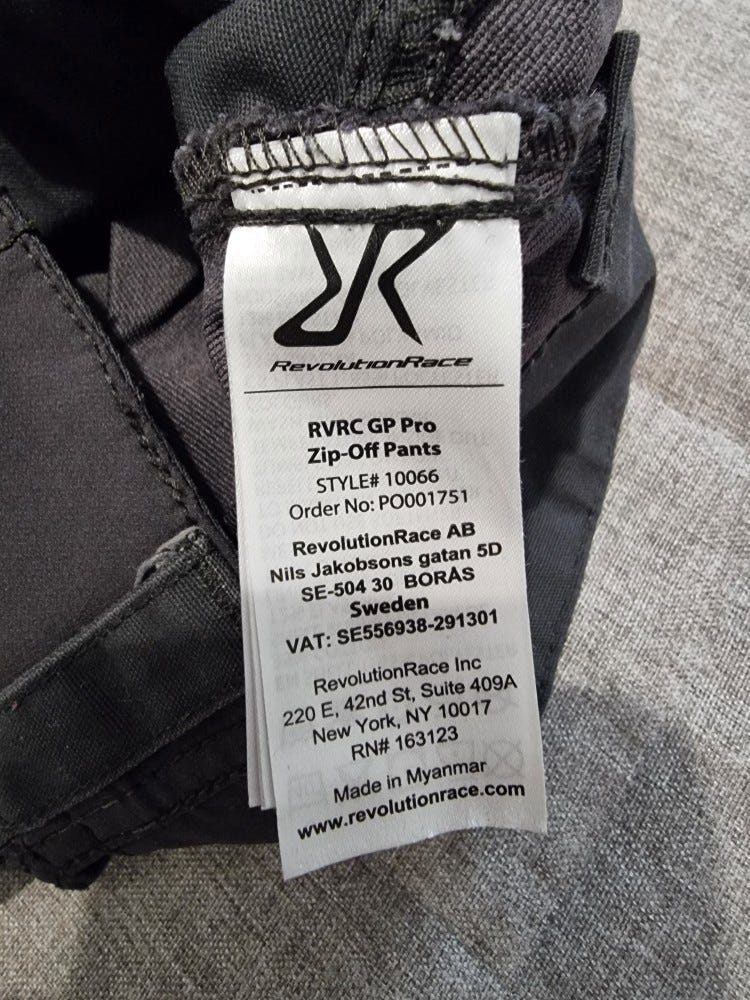 RevolutionRace
RVRC GP Pro
Zip-Off Pants
STYLE# 10066
Order No: PO001751
RevolutionRace AB
Nils Jakobsons gatan 5D
SE-504 30 BORÅS
Sweden
VAT: SE556938-291301
RevolutionRace Inc
220 E, 42nd St, Suite 409A
New York, NY 10017
RN# 163123
Made in Myanmar
www.revolutionrace.com